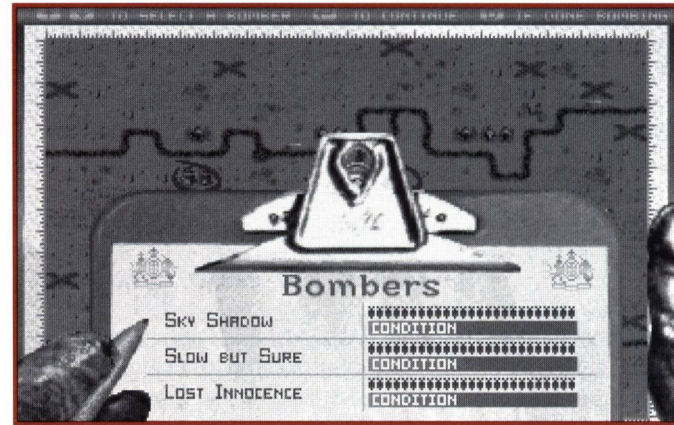 TO SELECT A BOMBER TO CONTINUE IF DONE BOMBING
Bombers
SKY SHADOW
CONDITION
SLOW BUT SURE
CONDITION
LOST INNOCENCE
CONDITION